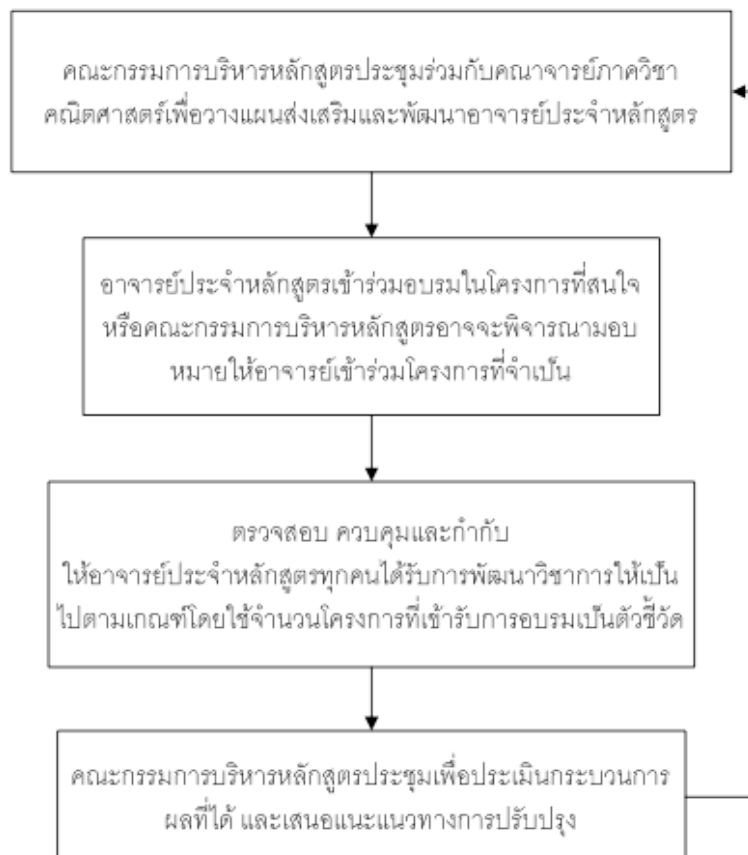 คณะกรรมการบริหารหลักสูตรประชุมร่วมกับคณาจารย์ภาควิชา
คณิตศาสตร์เพื่อวางแผนส่งเสริมและพัฒนาอาจารย์ประจำหลักสูตร
อาจารย์ประจำหลักสูตรเข้าร่วมอบรมในโครงการที่สนใจ
หรือคณะกรรมการบริหารหลักสูตรอาจจะพิจารณามอบ
หมายให้อาจารย์เข้าร่วมโครงการที่จำเป็น
ตรวจสอบ ควบคุมและกำกับ
ให้อาจารย์ประจำหลักสูตรทุกคนได้รับการพัฒนาวิชาการให้เป็น
ไปตามเกณฑ์โดยใช้จำนวนโครงการที่เข้ารับการอบรมเป็นตัวชี้วัด
คณะกรรมการบริหารหลักสูตรประชุมเพื่อประเมินกระบวนการ
ผลที่ได้ และเสนอแนะแนวทางการปรับปรุง